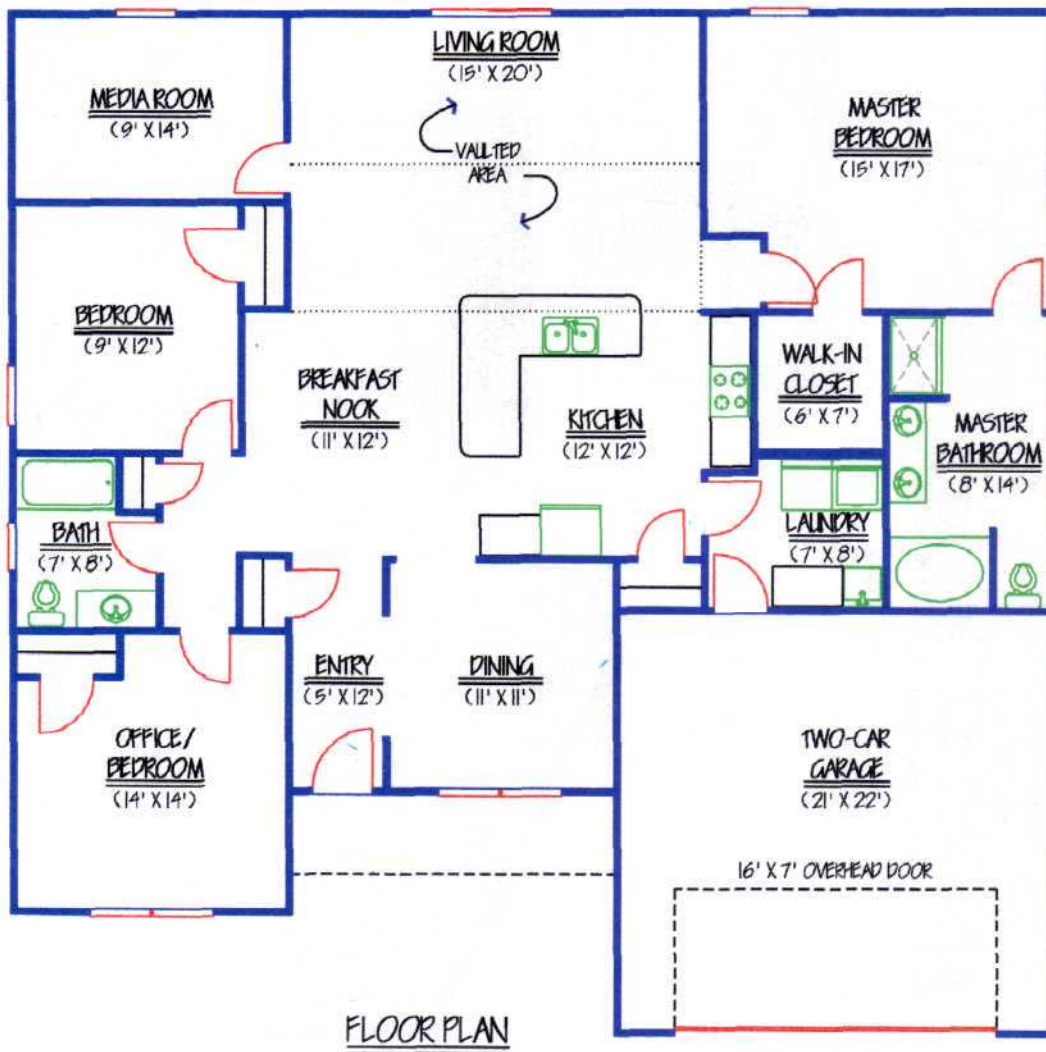 LIVING ROOM
(15' X 20')
MEDIA ROOM
(9' X 14')
MASTER
BEDROOM
(15' X 17')
VAULTED
AREA
BEDROOM
(9' X 12')
BREAKFAST
NOOK
(11' X 12')
KITCHEN
(12' X 12')
WALK-IN
CLOSET
(6' X 7')
MASTER
BATHROOM
(8' X 14')
BATH
(7' X 8')
LAUNDRY
(7' X 8')
ENTRY
(5' X 12')
DINING
(11' X 11')
OFFICE/
BEDROOM
(14' X 14')
TWO-CAR
GARAGE
(21' X 22')
16' X 7' OVERHEAD DOOR
FLOOR PLAN